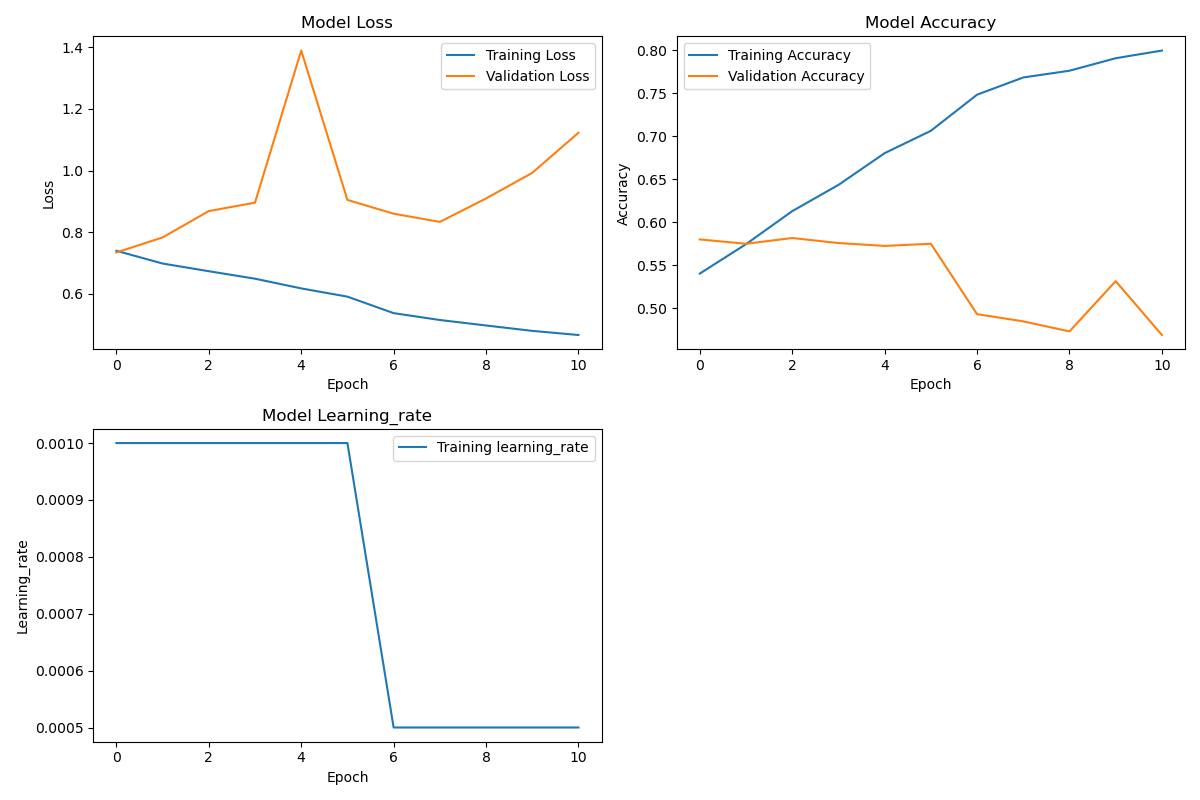 Model Loss
1.4
1.2
1.0
0.8
0.6
Loss
Training Loss
Validation Loss
0 2 4 6 8 10
Epoch
Model Accuracy
0.80
0.75
0.70
0.65
0.60
0.55
0.50
Accuracy
Training Accuracy
Validation Accuracy
0 2 4 6 8 10
Epoch
Model Learning_rate
0.0010
0.0009
0.0008
0.0007
0.0006
0.0005
Learning_rate
Training learning_rate
0 2 4 6 8 10
Epoch